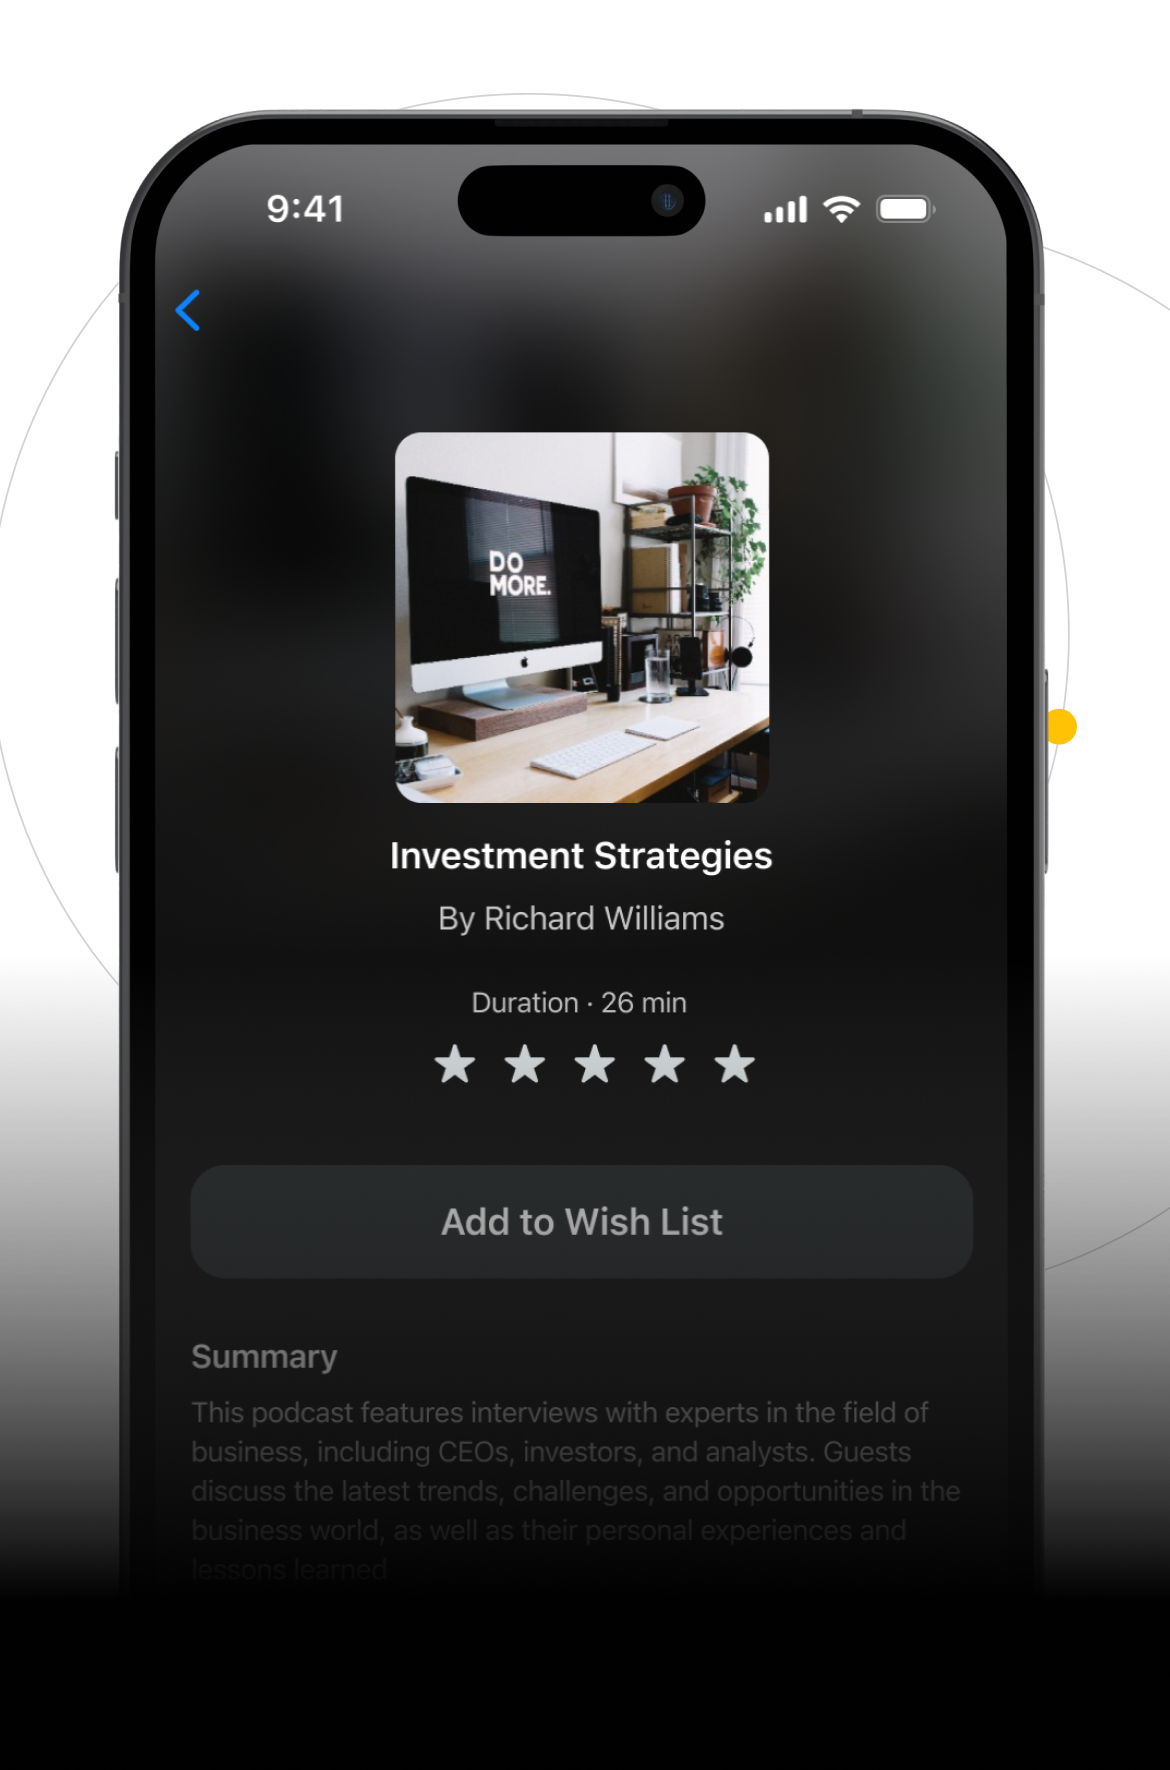 9:41
DO
MORE.
Investment Strategies
By Richard Williams
Duration · 26 min
Add to Wish List
Summary
This podcast features interviews with experts in the field of
business, including CEOs, investors, and analysts. Guests
discuss the latest trends, challenges, and opportunities in the
business world, as well as their personal experiences and
lessons learned